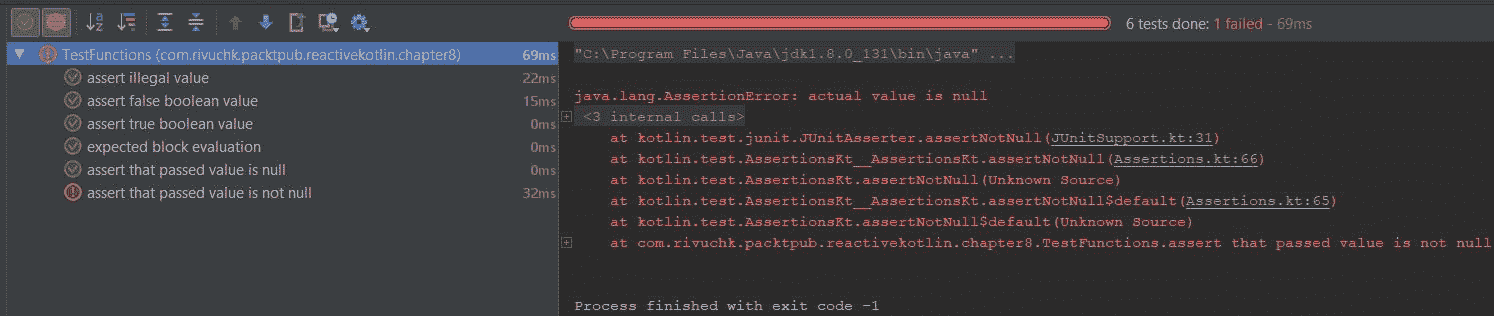 6 tests done: 1 failed - 69ms
TestFunctions (com.rivuchk.packtpub.reactivekotlin.chapter8) 69ms
assert illegal value 22ms
assert false boolean value 15ms
assert true boolean value 0ms
expected block evaluation 0ms
assert that passed value is null 0ms
assert that passed value is not null 32ms
"C:\Program Files\Java\jdk1.8.0_131\bin\java" ...
java.lang.AssertionError: actual value is null
<3 internal calls>
at kotlin.test.junit.JUnitAsserter.assertNotNull(JUnitSupport.kt:31)
at kotlin.test.AssertionsKt__AssertionsKt.assertNotNull(Assertions.kt:66)
at kotlin.test.AssertionsKt.assertNotNull(Unknown Source)
at kotlin.test.AssertionsKt__AssertionsKt.assertNotNull$default(Assertions.kt:65)
at kotlin.test.AssertionsKt.assertNotNull$default(Unknown Source)
at com.rivuchk.packtpub.reactivekotlin.chapter8.TestFunctions.assert that passed value is not null
Process finished with exit code -1